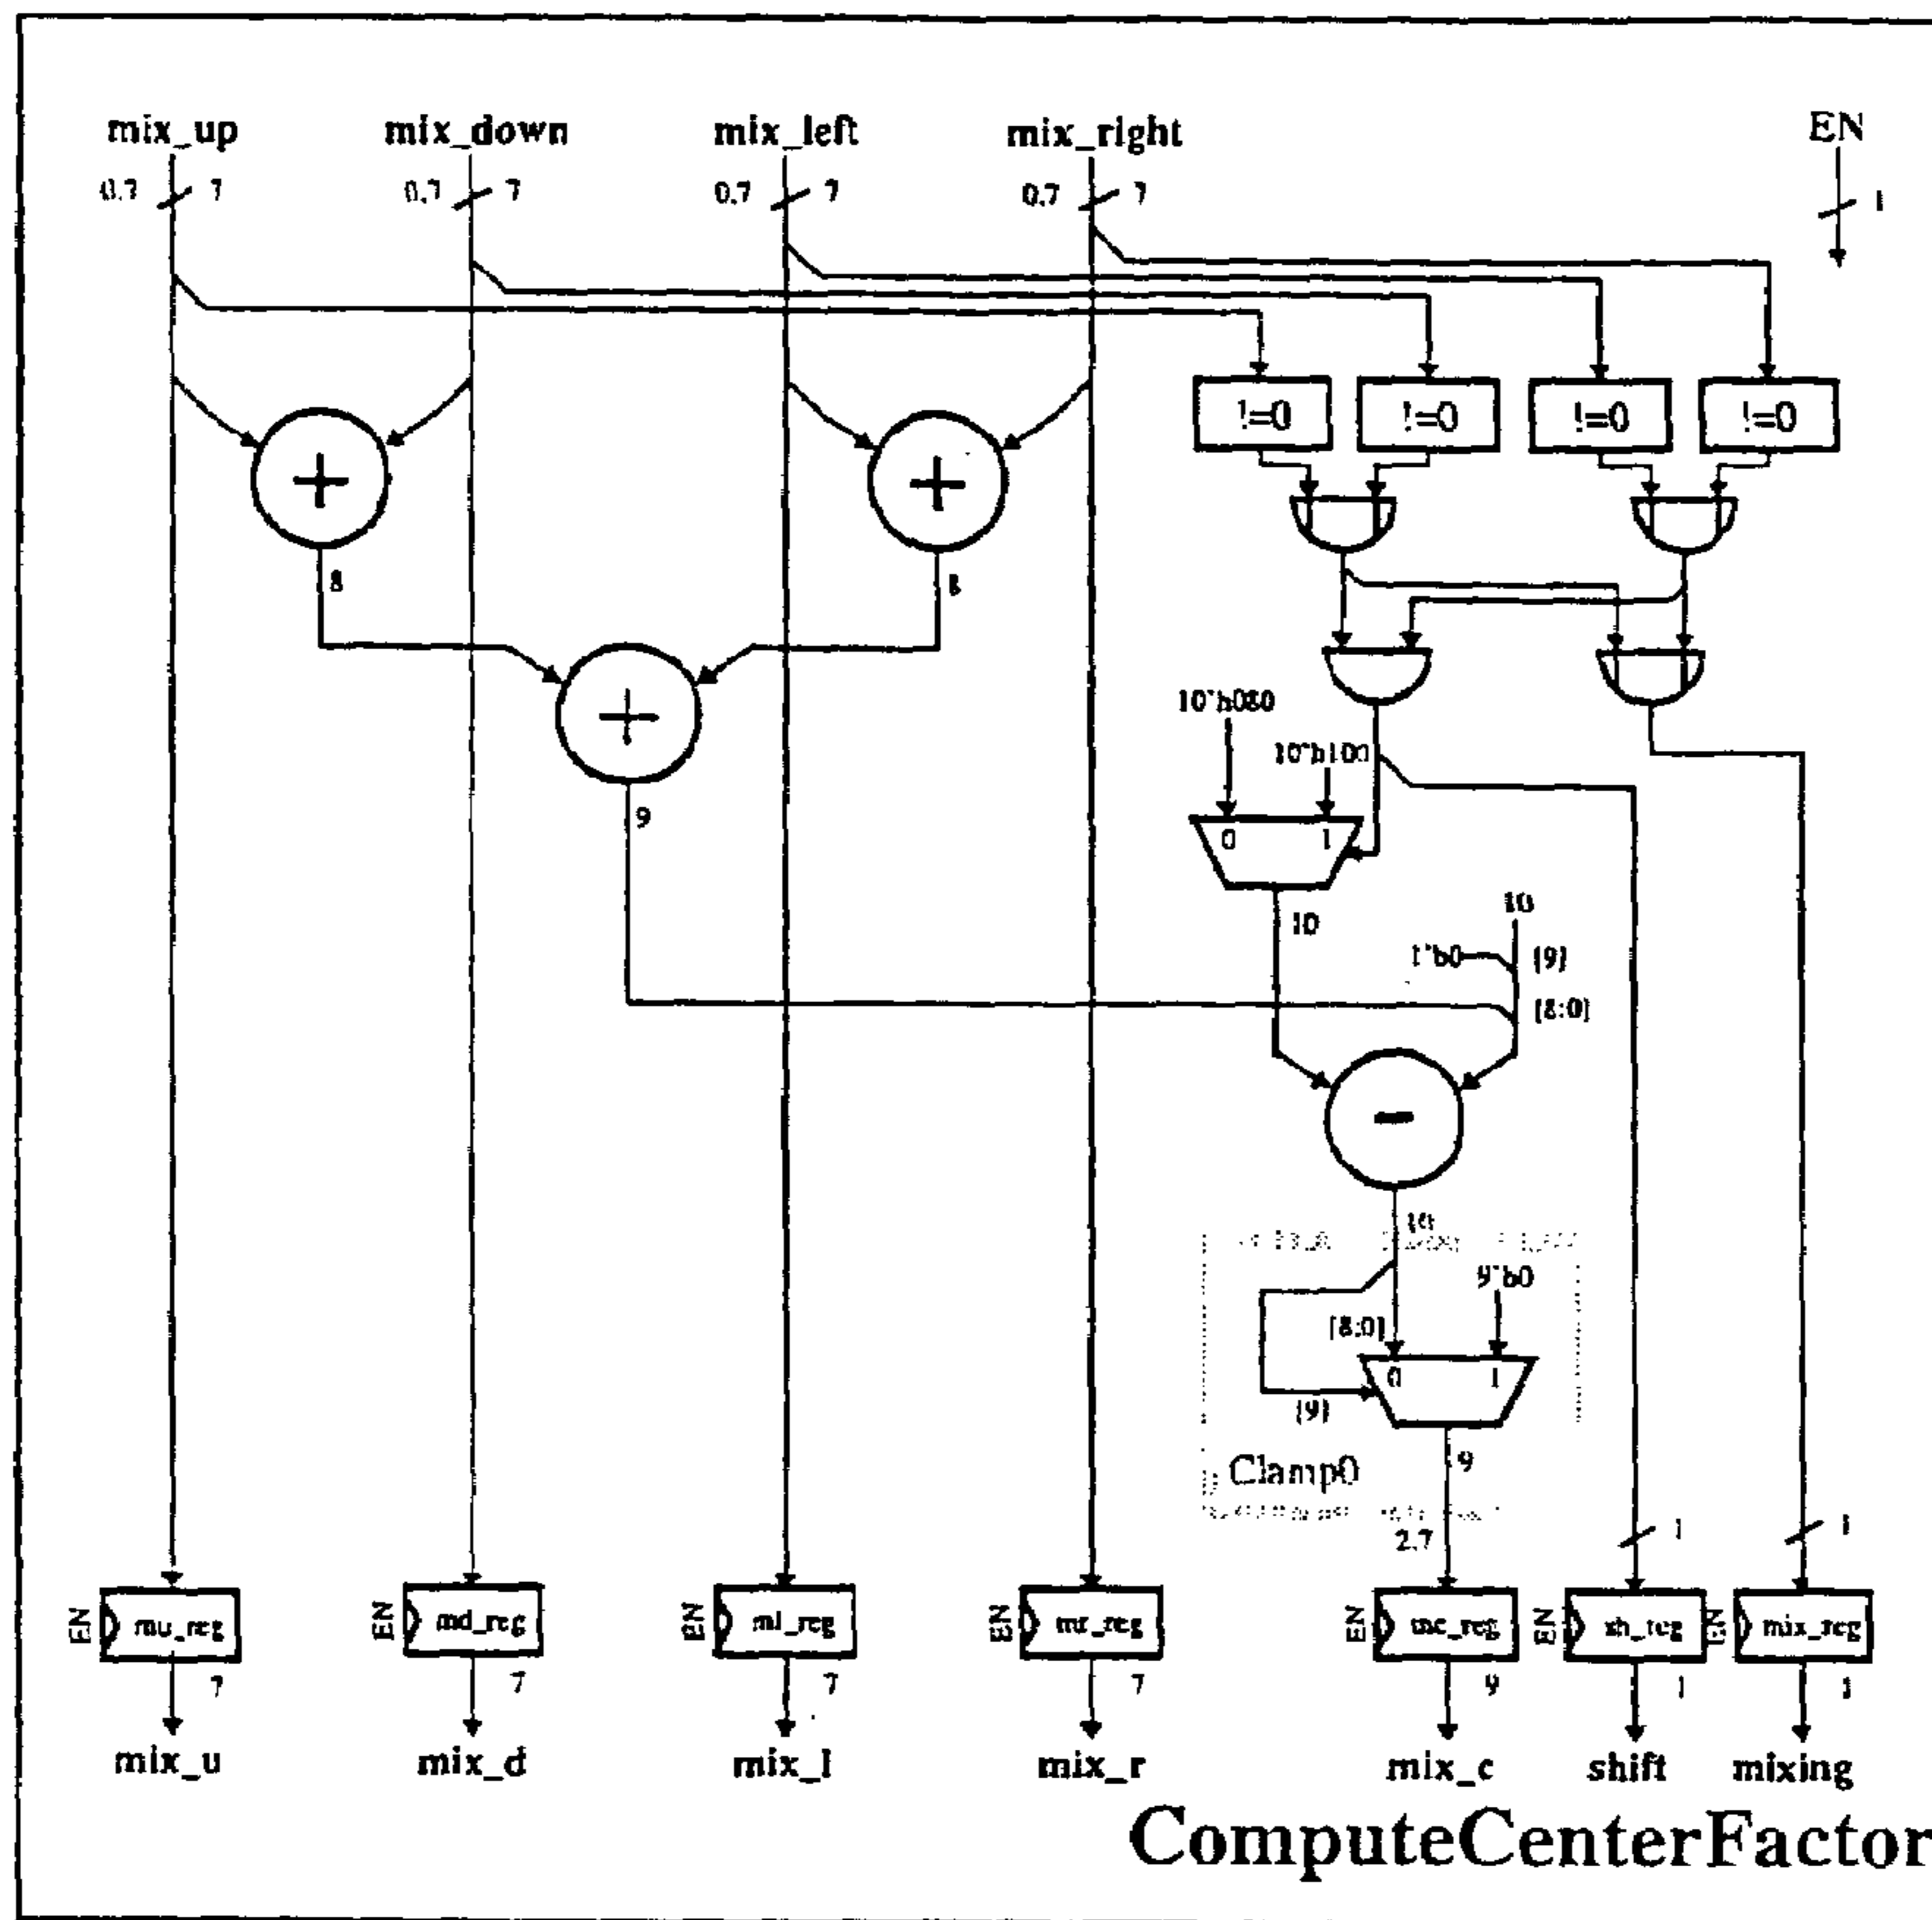 mix_up mix_down mix_left mix_right EN
0.7 7 0.7 7 0.7 7 0.7 7 1
!=0 !=0 !=0 !=0
+ +
8 8
+
10'h080
10'h100
9
0 1
10 10
1'b0 [9]
[8:0]
-
10
9'b0
[8:0]
0 1
[9]
9
Clamp0
2.7 1 1
EN mu_reg EN md_reg EN ml_reg EN mr_reg EN mc_reg EN sh_reg EN mix_reg
7 7 7 7 9 1 1
mix_u mix_d mix_l mix_r mix_c shift mixing
ComputeCenterFactor